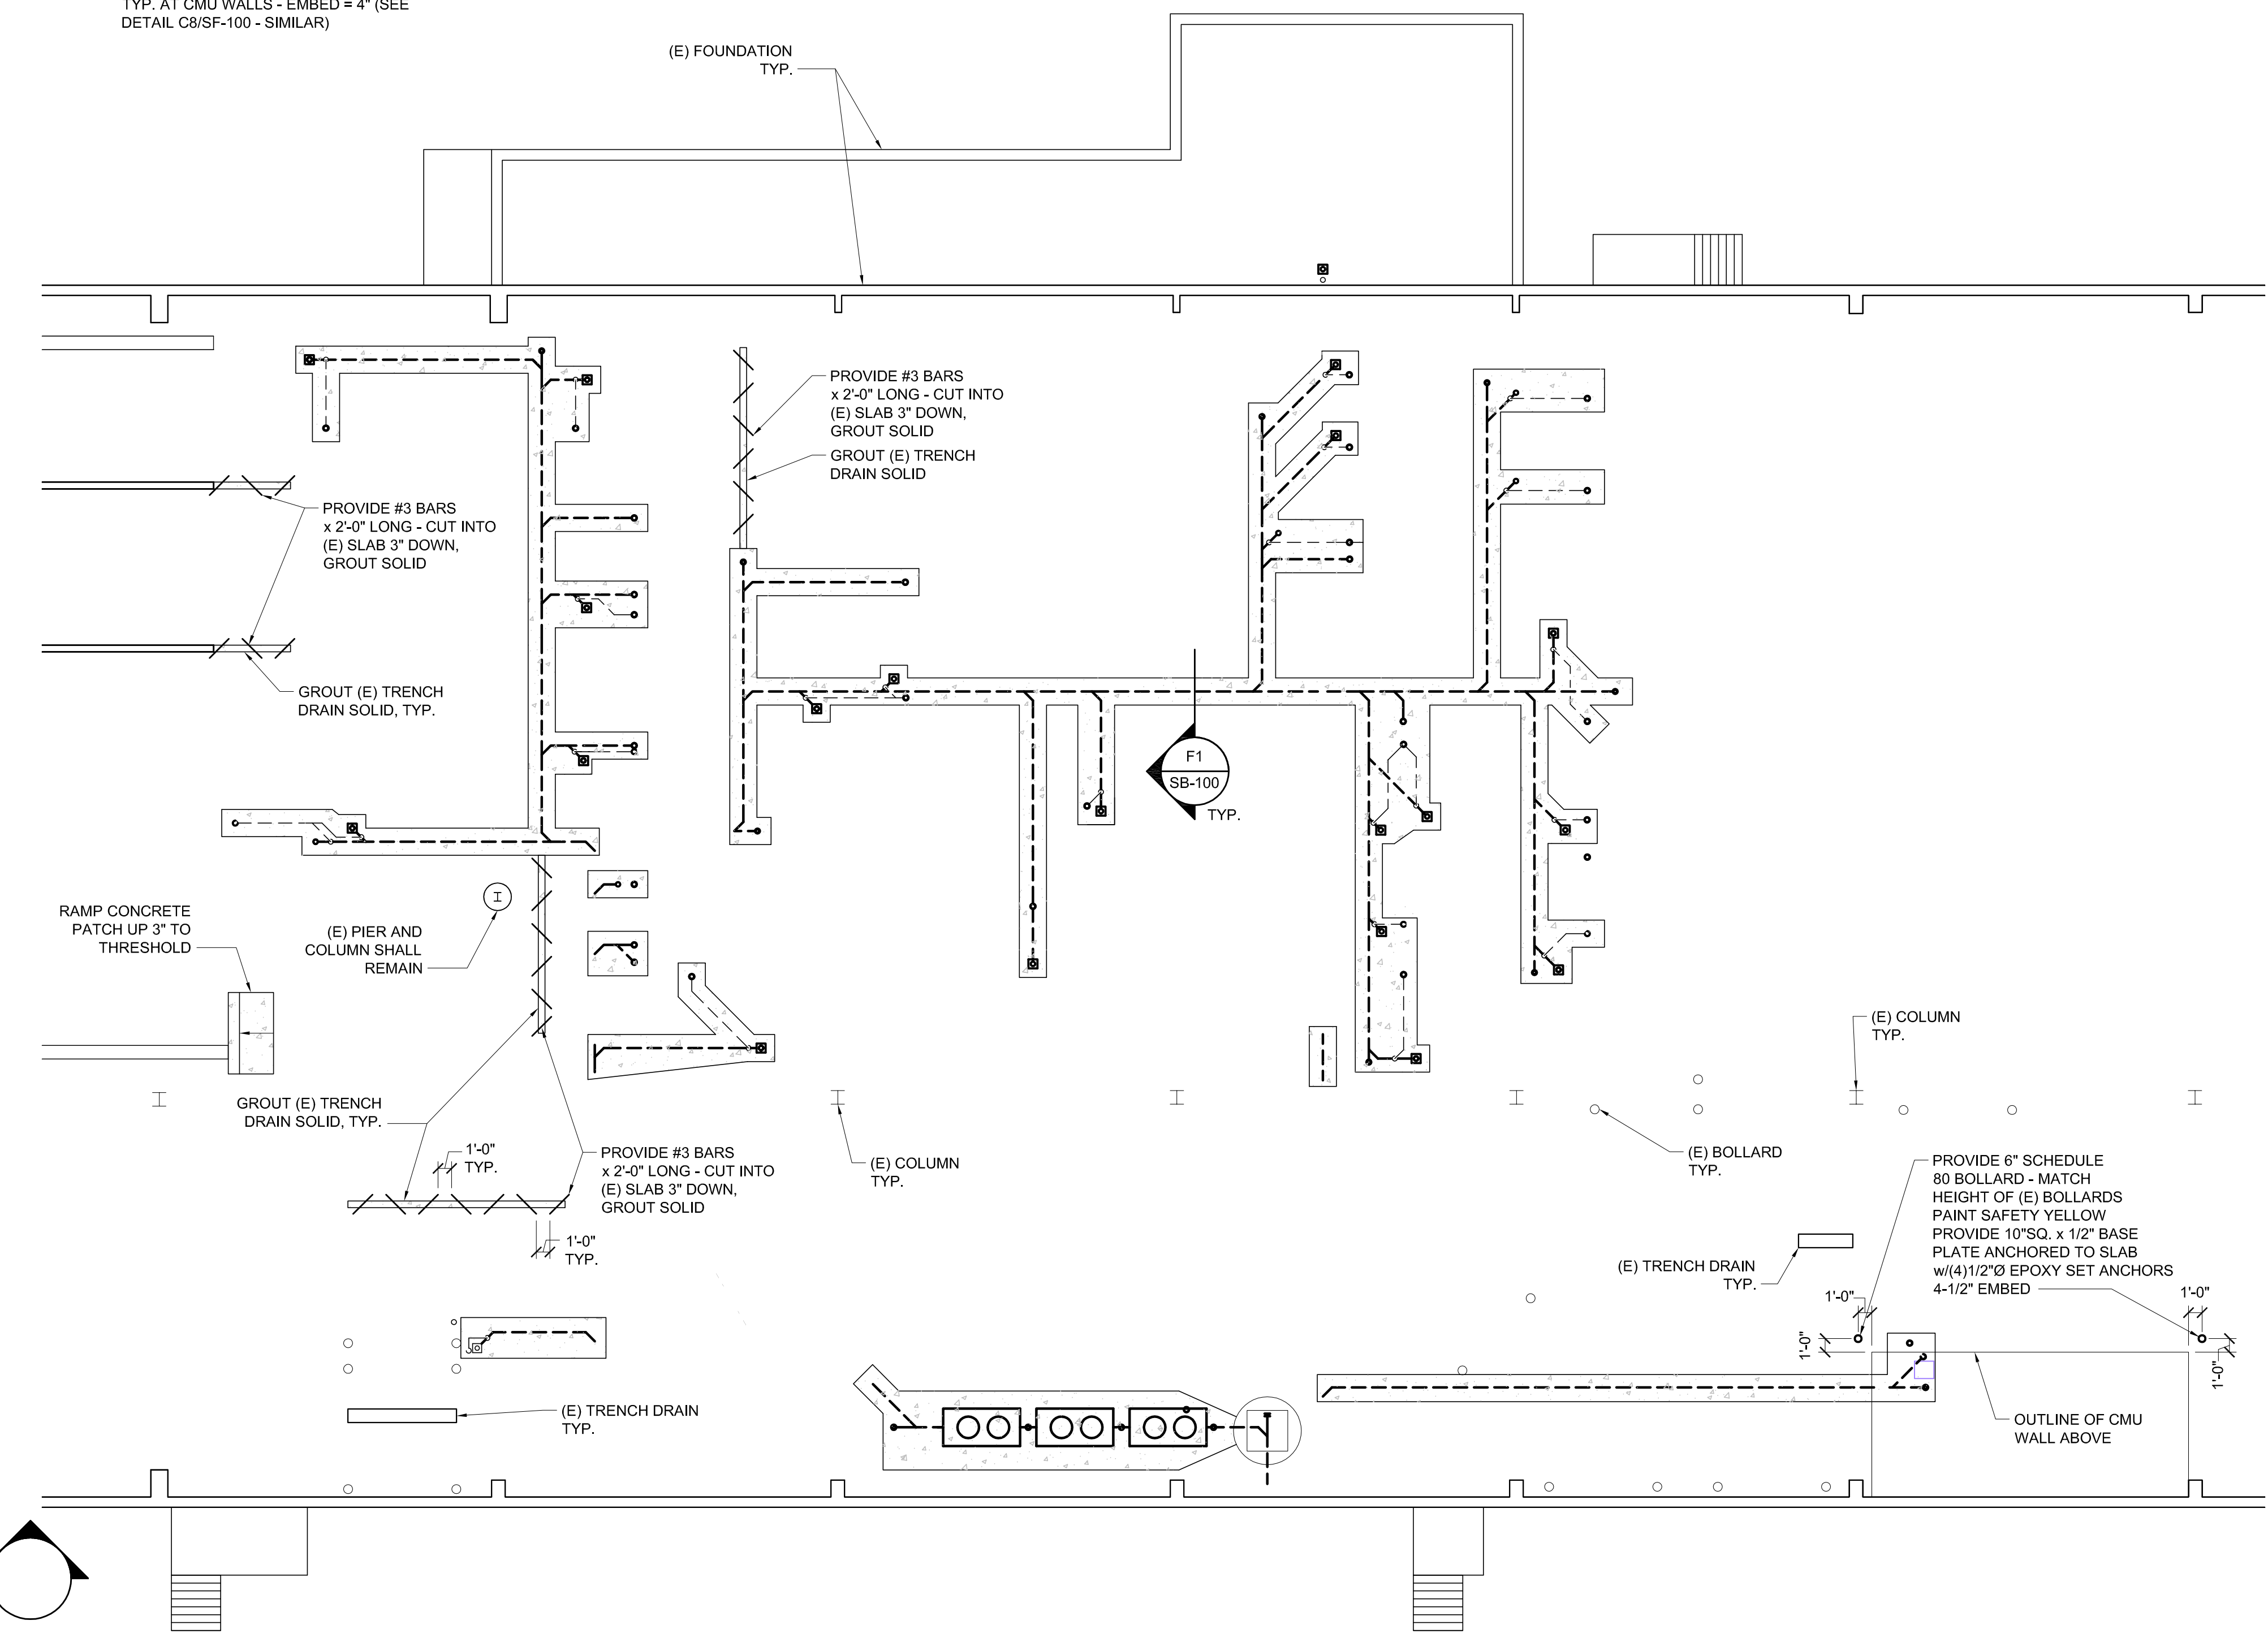 TYP. AT CMU WALLS - EMBED = 4" (SEE
DETAIL C8/SF-100 - SIMILAR)
(E) FOUNDATION
TYP.
PROVIDE #3 BARS
x 2'-0" LONG - CUT INTO
(E) SLAB 3" DOWN,
GROUT SOLID
GROUT (E) TRENCH
DRAIN SOLID
PROVIDE #3 BARS
x 2'-0" LONG - CUT INTO
(E) SLAB 3" DOWN,
GROUT SOLID
GROUT (E) TRENCH
DRAIN SOLID, TYP.
F1
SB-100
TYP.
RAMP CONCRETE
PATCH UP 3" TO
THRESHOLD
(E) PIER AND
COLUMN SHALL
REMAIN
GROUT (E) TRENCH
DRAIN SOLID, TYP.
1'-0"
TYP.
PROVIDE #3 BARS
x 2'-0" LONG - CUT INTO
(E) SLAB 3" DOWN,
GROUT SOLID
1'-0"
TYP.
(E) COLUMN
TYP.
(E) COLUMN
TYP.
(E) BOLLARD
TYP.
PROVIDE 6" SCHEDULE
80 BOLLARD - MATCH
HEIGHT OF (E) BOLLARDS
PAINT SAFETY YELLOW
PROVIDE 10"SQ. x 1/2" BASE
PLATE ANCHORED TO SLAB
w/(4)1/2"Ø EPOXY SET ANCHORS
4-1/2" EMBED
(E) TRENCH DRAIN
TYP.
1'-0"
1'-0"
1'-0"
1'-0"
(E) TRENCH DRAIN
TYP.
OUTLINE OF CMU
WALL ABOVE